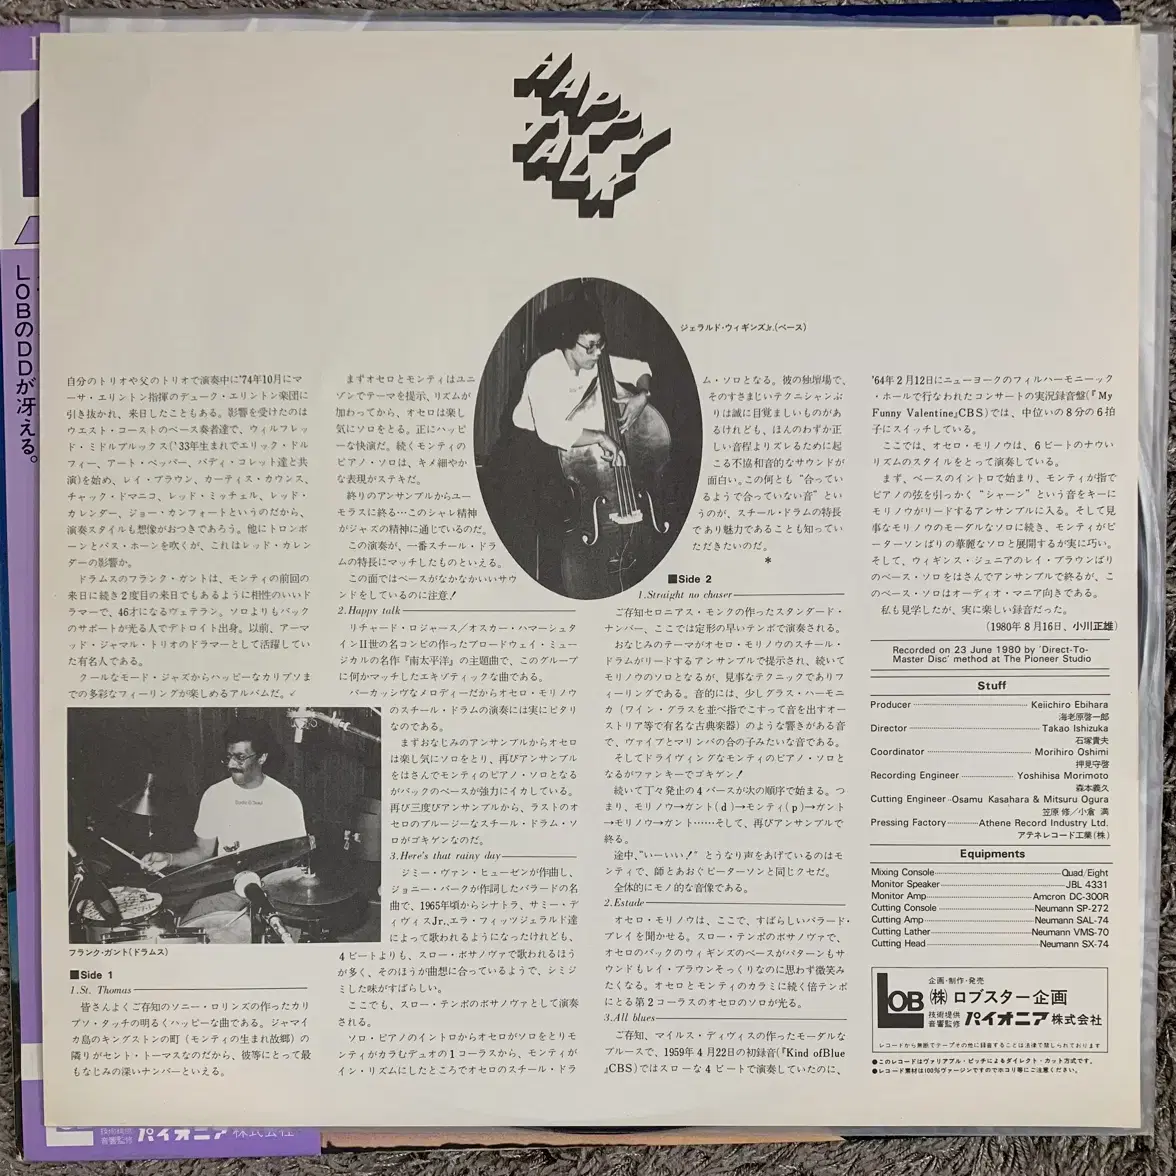 HAPPY
TALK
LOBのDDが冴える。
ジェラルド・ウィギンズJr.(ベース)
自分のトリオや父のトリオで演奏中に'74年10月にマ
ーサ・エリントン指揮のデューク・エリントン楽団に
引き抜かれ、来日したこともある。影響を受けたのは
ウエスト・コーストのベース奏者達で、ウィルフレッ
ド・ミドルブルックス('33年生まれでエリック・ドル
フィー、アート・ペッパー、バディ・コレット達と共
演)を始め、レイ・ブラウン、カーティス・カウンス、
チャック・ドマニコ、レッド・ミッチェル、レッド・
カレンダー、ジョー・カンフォートというのだから、
演奏スタイルも想像がおつきであろう。他にトロンボ
ーンとバス・ホーンを吹くが、これはレッド・カレン
ダーの影響か。
ドラムスのフランク・ガントは、モンティの前回の
来日に続き2度目の来日でもあるように相性のいいド
ラマーで、46才になるヴェテラン。ソロよりもバック
のサポートが光る人でデトロイト出身。以前、アーマ
ッド・ジャマル・トリオのドラマーとして活躍してい
た有名人である。
クールなモード・ジャズからハッピーなカリプソま
での多彩なフィーリングが楽しめるアルバムだ。
フランク・ガント(ドラムス)
■Side 1
1.St. Thomas
皆さんよくご存知のソニー・ロリンズの作ったカリ
プソ・タッチの明るくハッピーな曲である。ジャマイ
カ島のキングストンの町(モンティの生まれ故郷)の
隣りがセント・トーマスなのだから、彼等にとって最
もなじみの深いナンバーといえる。
まずオセロとモンティはユニ
ゾンでテーマを提示、リズムが
加わってから、オセロは楽し
気にソロをとる。正にハッピ
ーな快演だ。続くモンティの
ピアノ・ソロは、キメ細やか
な表現がステキだ。
終りのアンサンブルからユー
モラスに終る…このシャレ精神
がジャズの精神に通じているのだ。
この演奏が、一番スチール・ドラ
ムの特長にマッチしたものといえる。
この面ではベースがなかなかいいサウ
ンドをしているのに注意!
2.Happy talk
リチャード・ロジャース/オスカー・ハマーシュタ
インII世の名コンビの作ったブロードウェイ・ミュー
ジカルの名作『南太平洋』の主題曲で、このグループ
に何かマッチしたエキゾティックな曲である。
パーカッシヴなメロディーだからオセロ・モリノウ
のスチール・ドラムの演奏には実にピタリ
なのである。
まずおなじみのアンサンブルからオセロ
は楽し気にソロをとり、再びアンサンブル
をはさんでモンティのピアノ・ソロとなる
がバックのベースが強力にイカしている。
再び三度びアンサンブルから、ラストのオ
セロのブルージーなスチール・ドラム・ソ
ロがゴキゲンなのだ。
3.Here's that rainy day
ジミー・ヴァン・ヒューゼンが作曲し、
ジョニー・バークが作詞したバラードの名
曲で、1965年頃からシナトラ、サミー・デ
ィヴィスJr.、エラ・フィッツジェラルド達
によって歌われるようになったけれども、
4ビートよりも、スロー・ボサノヴァで歌われるほう
が多く、そのほうが曲想に合っているようで、シミジ
ミした味がすばらしい。
ここでも、スロー・テンポのボサノヴァとして演奏
される。
ソロ・ピアノのイントロからオセロがソロをとりモ
ンティがカラむデュオの1コーラスから、モンティが
イン・リズムにしたところでオセロのスチール・ドラ
ム・ソロとなる。彼の独壇場で、
そのすさまじいテクニシャンぶ
りは誠に目覚ましいものがあ
るけれども、ほんのわずか正
しい音程よりズレるために起
こる不協和音的なサウンドが
面白い。この何とも“合ってい
るようで合っていない音”とい
うのが、スチール・ドラムの特長
であり魅力であることも知ってい
ただきたいのだ。
*
■Side 2
1.Straight no chaser
ご存知セロニアス・モンクの作ったスタンダード・
ナンバー、ここでは定形の早いテンポで演奏される。
おなじみのテーマがオセロ・モリノウのスチール・
ドラムがリードするアンサンブルで提示され、続いて
モリノウのソロとなるが、見事なテクニックでありフ
ィーリングである。音的には、少しグラス・ハーモニ
カ(ワイン・グラスを並べ指でこすって音を出すオー
ストリア等で有名な古典楽器)のような響きがある音
で、ヴァイブとマリンバの合の子みたいな音である。
そしてドライヴィングなモンティのピアノ・ソロと
なるがファンキーでゴキゲン!
続いて丁々発止の4バースが次の順序で始まる。つ
まり、モリノウ→ガント(d)→モンティ(p)→ガント
→モリノウ→ガント……そして、再びアンサンブルで
終る。
途中、“いーいい!”とうなり声をあげているのはモ
ンティで、師とあおぐピーターソンと同じクセだ。
全体的にモノ的な音像である。
2.Estade
オセロ・モリノウは、ここで、すばらしいバラード・
プレイを聞かせる。スロー・テンポのボサノヴァで、
オセロのバックのウィギンズのベースがパターンもサ
ウンドもレイ・ブラウンそっくりなのに思わず微笑み
たくなる。オセロとモンティのカラミに続く倍テンポ
にとる第2コーラスのオセロのソロが光る。
3.All blues
ご存知、マイルス・ディヴィスの作ったモーダルな
ブルースで、1959年4月22日の初録音(『Kind ofBlue
』CBS)ではスローな4ビートで演奏していたのに、
'64年2月12日にニューヨークのフィルハーモニーック
・ホールで行なわれたコンサートの実況録音盤(『My
Funny Valentine』CBS)では、中位いの8分の6拍
子にスイッチしている。
ここでは、オセロ・モリノウは、6ビートのナウい
リズムのスタイルをとって演奏している。
まず、ベースのイントロで始まり、モンティが指で
ピアノの弦を引っかく“シャーン”という音をキーに
モリノウがリードするアンサンブルに入る。そして見
事なモリノウのモーダルなソロに続き、モンティがピ
ーターソンばりの華麗なソロと展開するが実に巧い。
そして、ウィギンス・ジュニアのレイ・ブラウンばり
のベース・ソロをはさんでアンサンブルで終るが、こ
のベース・ソロはオーディオ・マニア向きである。
私も見学したが、実に楽しい録音だった。
(1980年8月16日、小川正雄)
Recorded on 23 June 1980 by 'Direct-To-
Master Disc' method at The Pioneer Studio
Stuff
Producer Keiichiro Ebihara
海老原啓一郎
Director Takao Ishizuka
石塚貴夫
Coordinator Morihiro Oshimi
押見守啓
Recording Engineer Yoshihisa Morimoto
森本義久
Cutting Engineer Osamu Kasahara & Mitsuru Ogura
笠原 修/小倉 満
Pressing Factory Athene Record Industry Ltd.
アテネレコード工業(株)
Equipments
Mixing Console Quad/Eight
Monitor Speaker JBL 4331
Monitor Amp Amcron DC-300R
Cutting Console Neumann SP-272
Cutting Amp Neumann SAL-74
Cutting Lather Neumann VMS-70
Cutting Head Neumann SX-74
LOB
企画・制作・発売
(株)ロブスター企画
技術提供
音響監修 パイオニア株式会社
レコードから無断でテープその他に録音することは法律で禁じられております
●このレコードはヴァリアブル・ピッチによるダイレクト・カット方式です。
●レコード素材は100%ヴァージンですのでホコリ等にご注意ください。
技術提供
音響監修 パイオニア株式会社